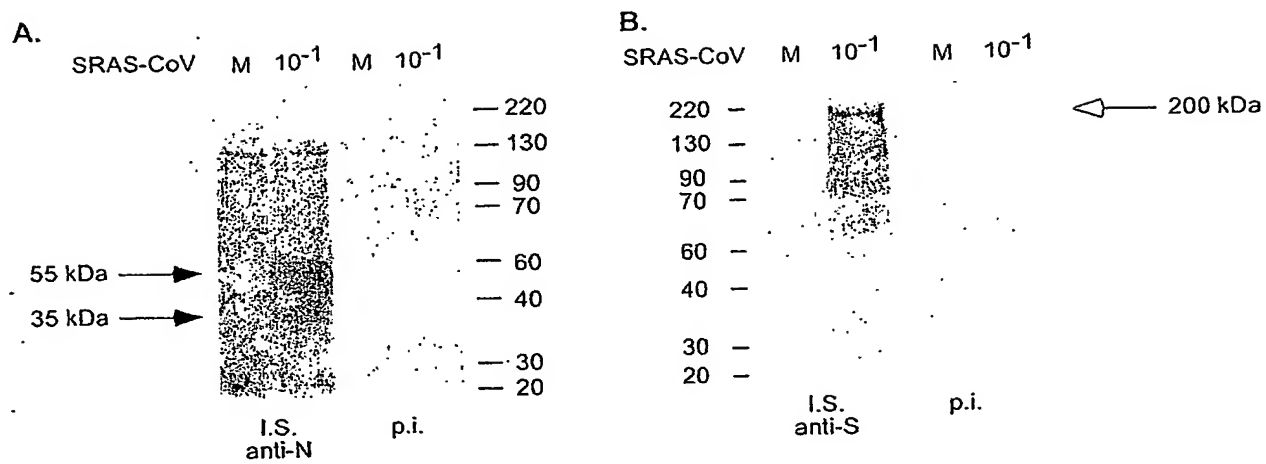 A.
SRAS-CoV M 10⁻¹ M 10⁻¹
220
130
90
70
60
40
30
20
55 kDa
35 kDa
I.S. p.i.
anti-N
B.
SRAS-CoV M 10⁻¹ M 10⁻¹
220
130
90
70
60
40
30
20
200 kDa
I.S. p.i.
anti-S